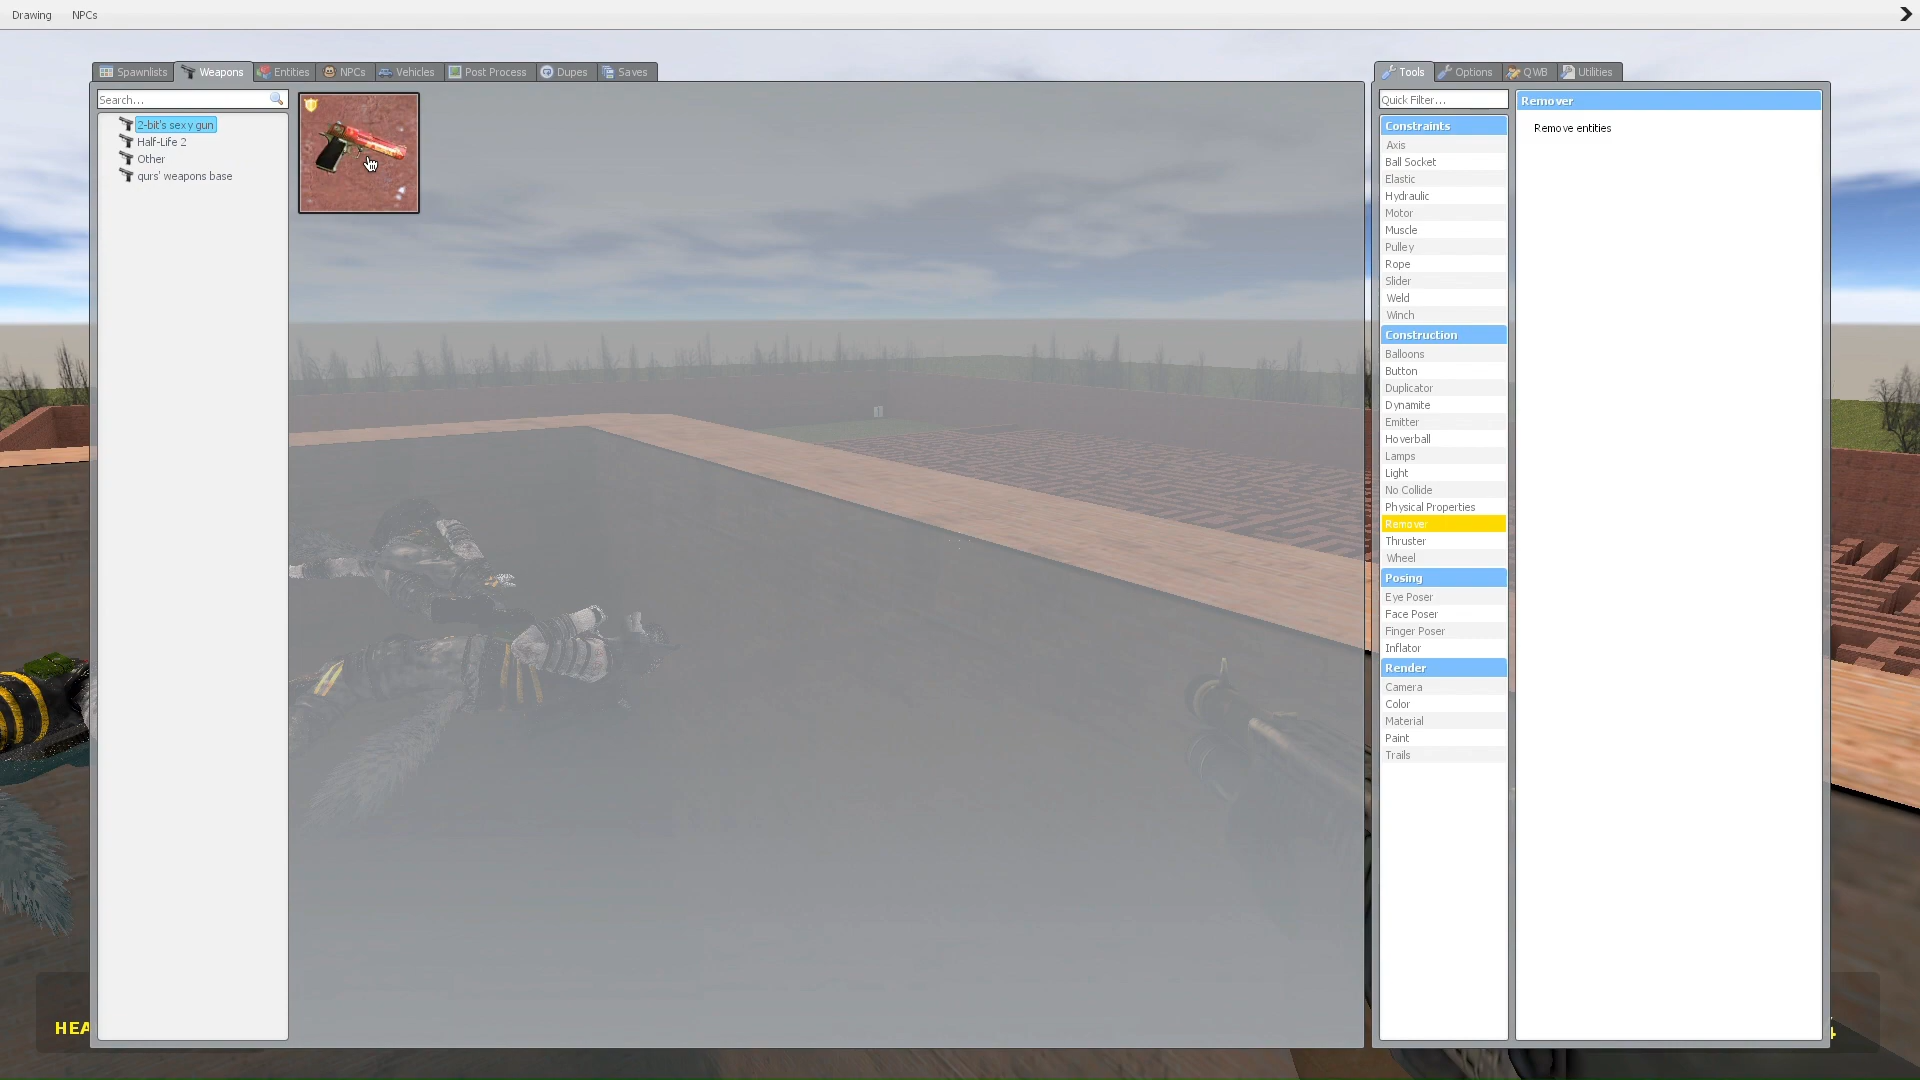 Drawing NPCs
Spawnlists Weapons Entities NPCs Vehicles Post Process Dupes Saves
Search...
2-bit's sexy gun
Half-Life 2
Other
qurs' weapons base
Tools Options QWB Utilities
Quick Filter...
Constraints
Axis
Ball Socket
Elastic
Hydraulic
Motor
Muscle
Pulley
Rope
Slider
Weld
Winch
Construction
Balloons
Button
Duplicator
Dynamite
Emitter
Hoverball
Lamps
Light
No Collide
Physical Properties
Remover
Thruster
Wheel
Posing
Eye Poser
Face Poser
Finger Poser
Inflator
Render
Camera
Color
Material
Paint
Trails
Remover
Remove entities
HEA